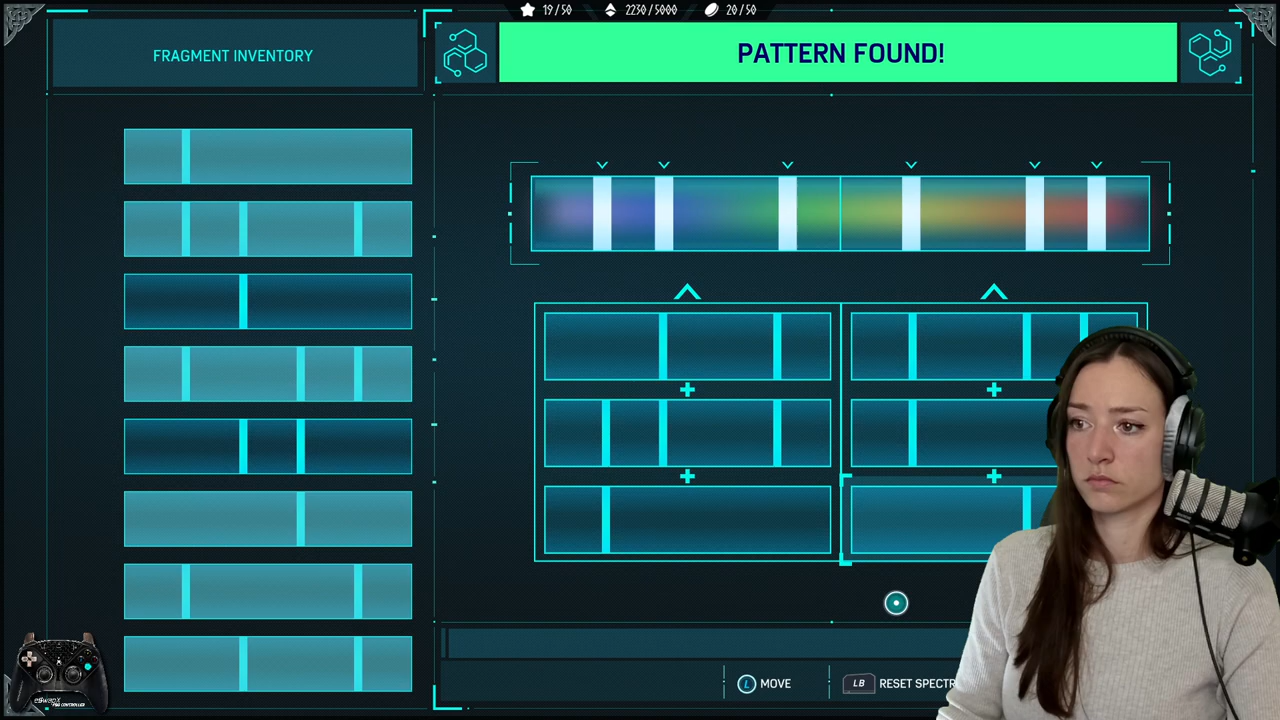 19/50 2230/5000 20/50
FRAGMENT INVENTORY
PATTERN FOUND!
L MOVE
LB RESET SPECTR